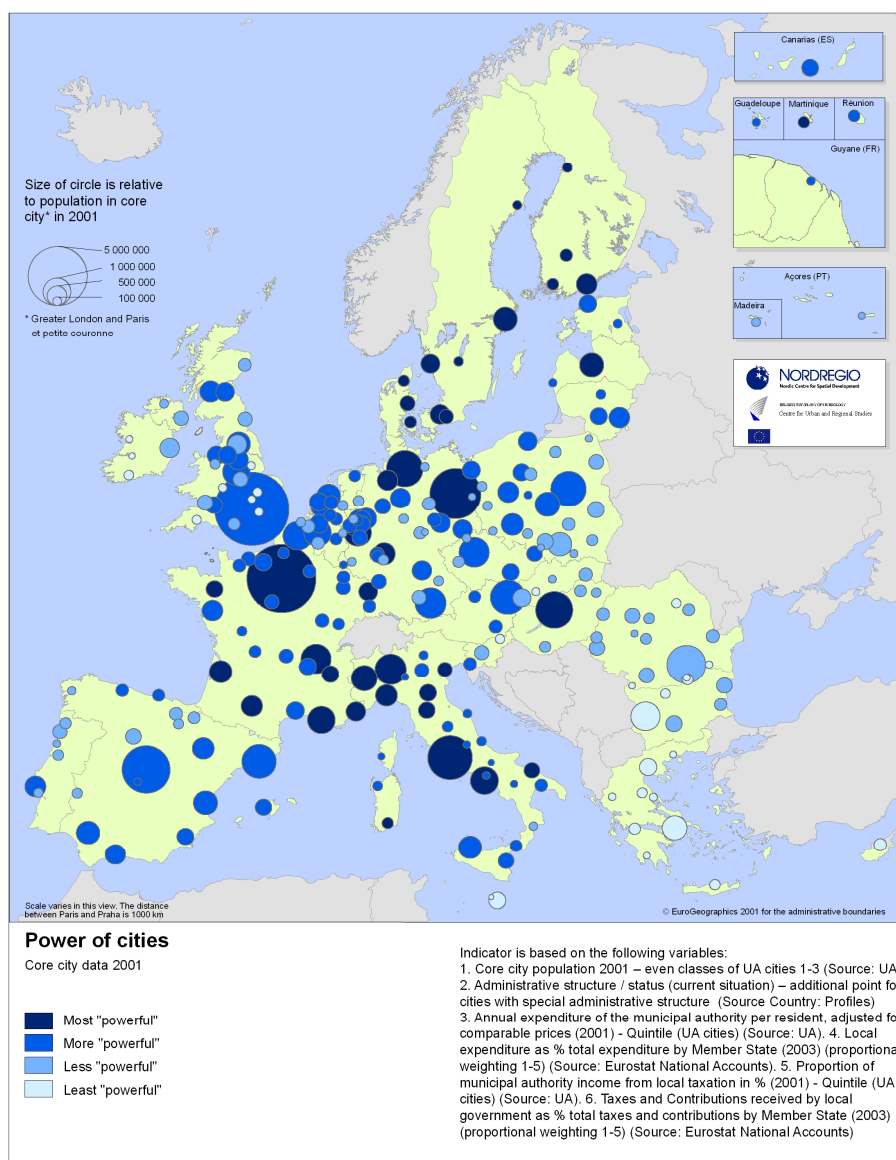 Canarias (ES)
Guadeloupe
Martinique
Réunion
Guyane (FR)
Size of circle is relative
to population in core
city* in 2001
5 000 000
1 000 000
500 000
100 000
* Greater London and Paris
et petite couronne
Açores (PT)
Madeira
NORDREGIO
Nordic Centre for Spatial Development
Centre for Urban and Regional Studies
Scale varies in this view. The distance
between Paris and Praha is 1000 km
© EuroGeographics 2001 for the administrative boundaries
Power of cities
Core city data 2001
Most "powerful"
More "powerful"
Less "powerful"
Least "powerful"
Indicator is based on the following variables:
1. Core city population 2001 – even classes of UA cities 1-3 (Source: UA
2. Administrative structure / status (current situation) – additional point fo
cities with special administrative structure (Source Country: Profiles)
3. Annual expenditure of the municipal authority per resident, adjusted fo
comparable prices (2001) - Quintile (UA cities) (Source: UA). 4. Local
expenditure as % total expenditure by Member State (2003) (proportiona
weighting 1-5) (Source: Eurostat National Accounts). 5. Proportion of
municipal authority income from local taxation in % (2001) - Quintile (UA
cities) (Source: UA). 6. Taxes and Contributions received by local
government as % total taxes and contributions by Member State (2003)
(proportional weighting 1-5) (Source: Eurostat National Accounts)